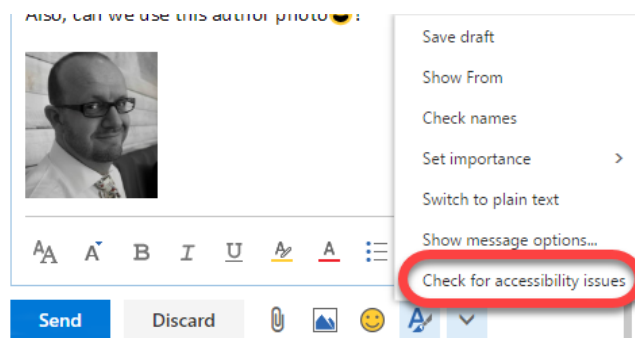 Also, can we use this author photo😀?
Save draft
Show From
Check names
Set importance
Switch to plain text
Show message options...
Check for accessibility issues
Send
Discard